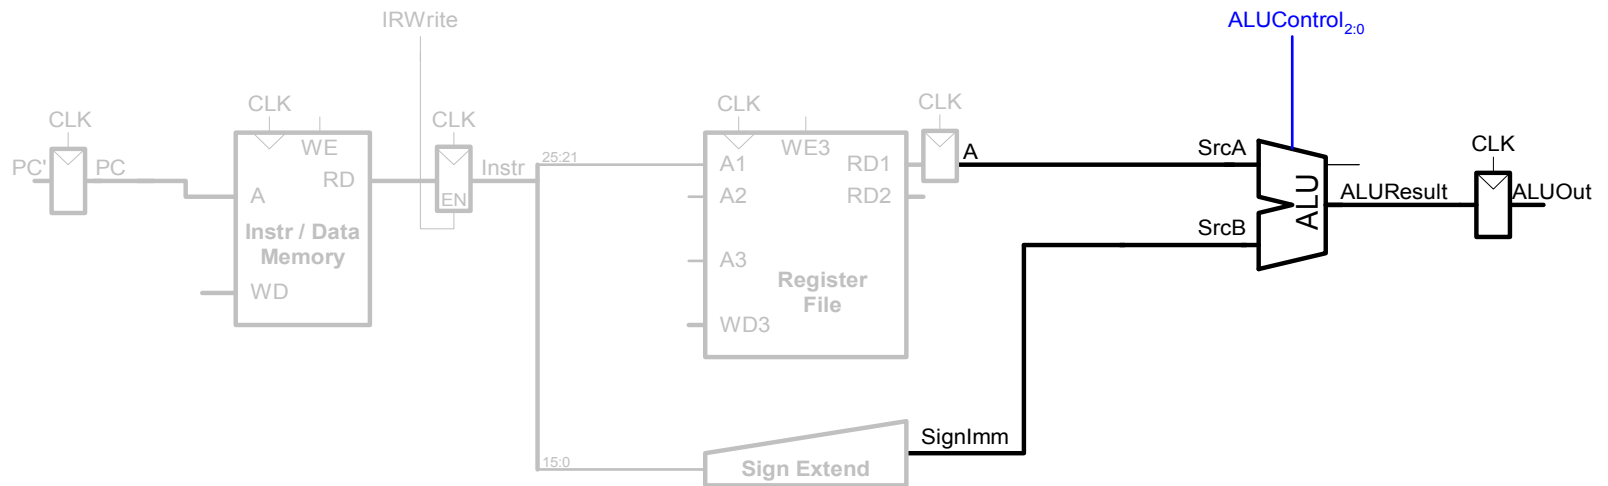 IRWrite
ALUControl2:0
CLK
CLK
CLK
CLK
CLK
CLK
PC'
PC
WE
A
RD
Instr / Data
Memory
WD
EN
Instr
25:21
A1
WE3
RD1
A2
RD2
A3
Register
File
WD3
A
SrcA
SrcB
ALU
ALUResult
ALUOut
SignImm
15:0
Sign Extend